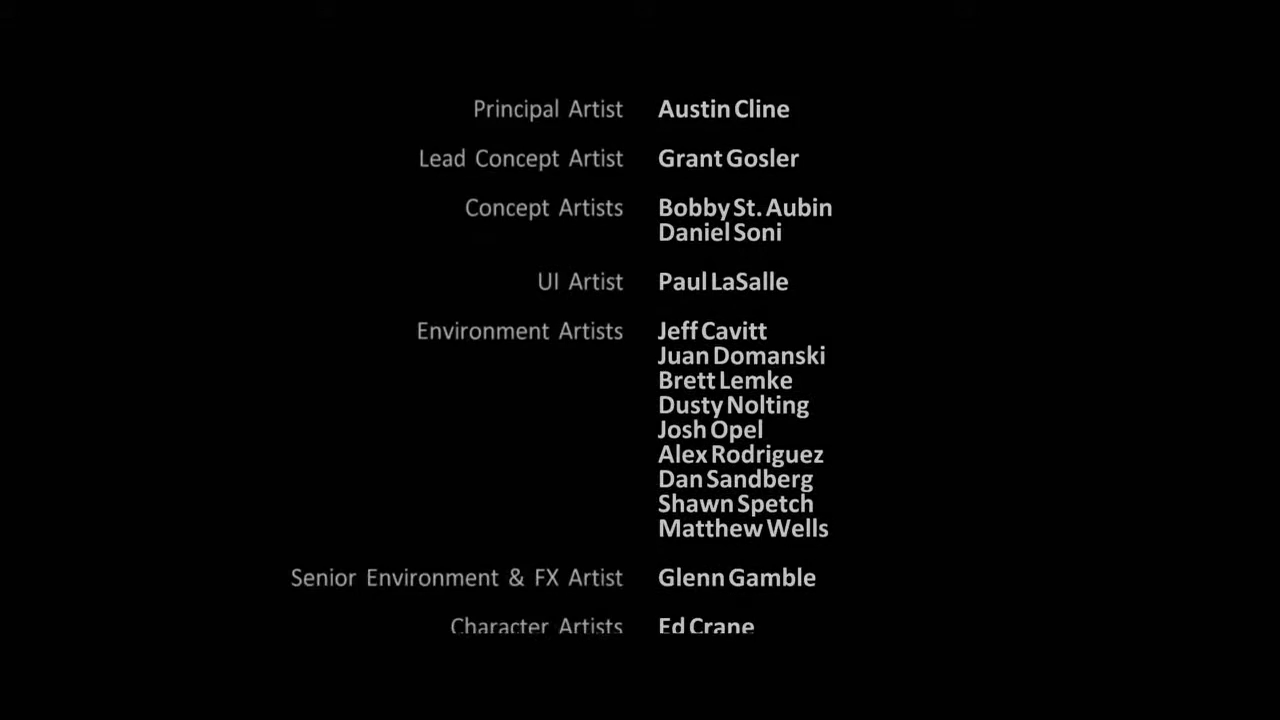 Principal Artist Austin Cline
Lead Concept Artist Grant Gosler
Concept Artists Bobby St. Aubin
Daniel Soni
UI Artist Paul LaSalle
Environment Artists Jeff Cavitt
Juan Domanski
Brett Lemke
Dusty Nolting
Josh Opel
Alex Rodriguez
Dan Sandberg
Shawn Spetch
Matthew Wells
Senior Environment & FX Artist Glenn Gamble
Character Artists Ed Crane